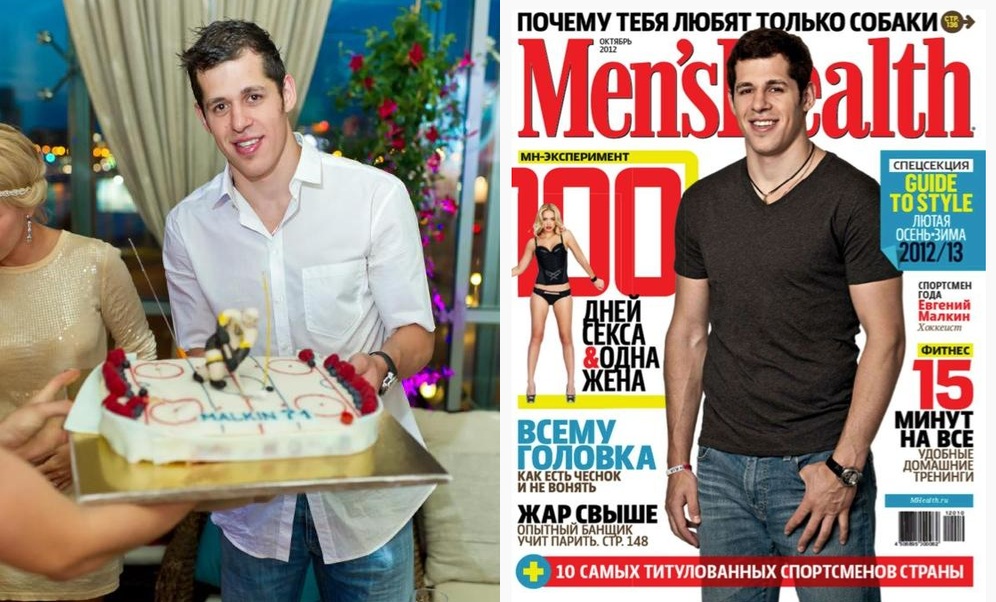 MALKIN 71
ПОЧЕМУ ТЕБЯ ЛЮБЯТ ТОЛЬКО СОБАКИ
СТР.
136
ОКТЯБРЬ
2012
Men'sHealth
МН-ЭКСПЕРИМЕНТ
100
ДНЕЙ
СЕКСА
&ОДНА
ЖЕНА
ВСЕМУ
ГОЛОВКА
КАК ЕСТЬ ЧЕСНОК
И НЕ ВОНЯТЬ
ЖАР СВЫШЕ
ОПЫТНЫЙ БАНЩИК
УЧИТ ПАРИТЬ. СТР. 148
СПЕЦСЕКЦИЯ
GUIDE
TO STYLE
ЛЮТАЯ
ОСЕНЬ-ЗИМА
2012/13
СПОРТСМЕН
ГОДА
Евгений
Малкин
Хоккеист
ФИТНЕС
15
МИНУТ
НА ВСЕ
УДОБНЫЕ
ДОМАШНИЕ
ТРЕНИНГИ
MHealth.ru
10 САМЫХ ТИТУЛОВАННЫХ СПОРТСМЕНОВ СТРАНЫ